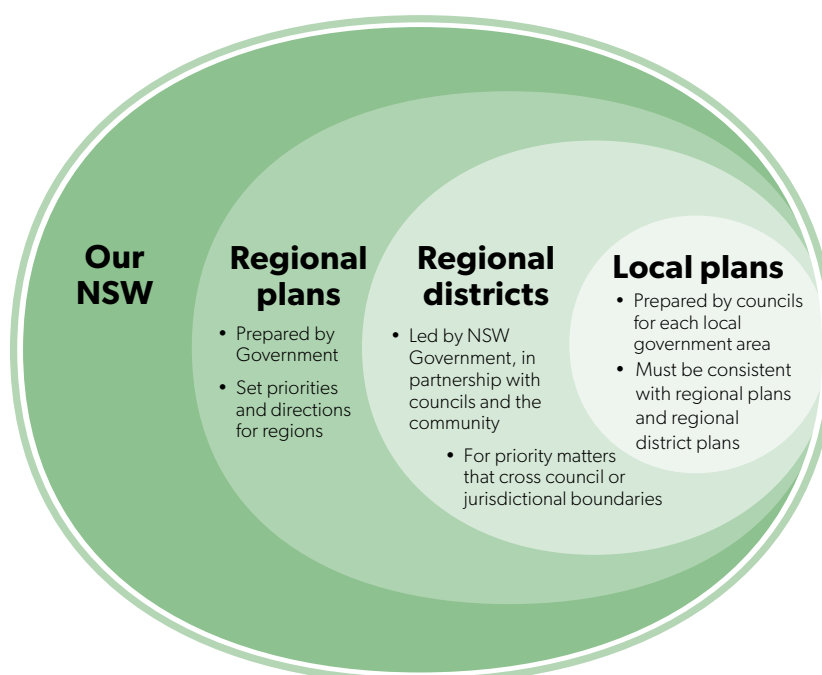 Our
NSW
Regional
plans
• Prepared by
Government
• Set priorities
and directions
for regions
Regional
districts
• Led by NSW
Government, in
partnership with
councils and the
community
• For priority matters
that cross council or
jurisdictional boundaries
Local plans
• Prepared by councils
for each local
government area
• Must be consistent
with regional plans
and regional
district plans